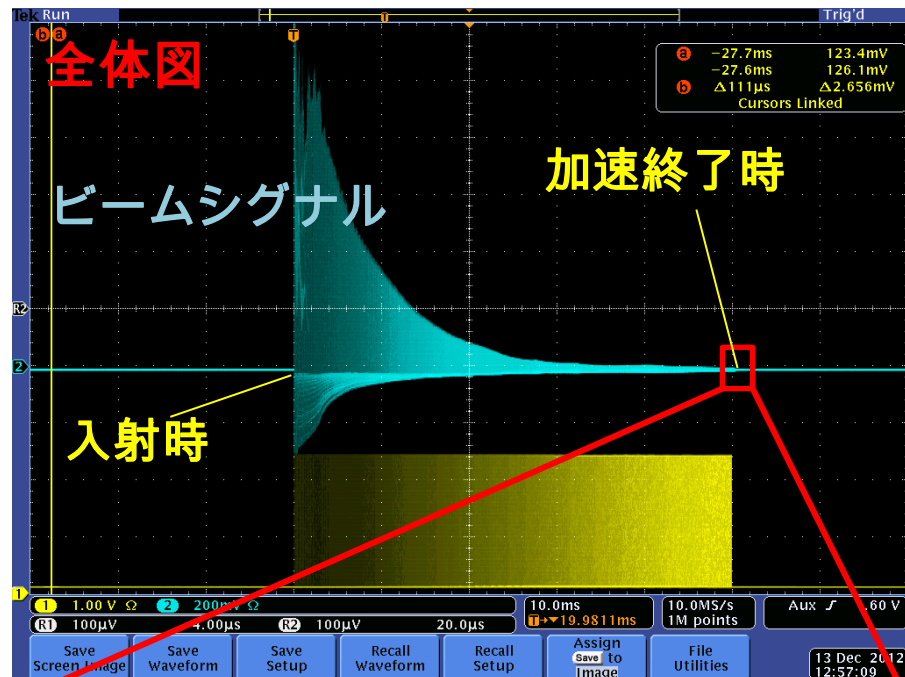 Tek Run Trig'd
b a T
全体図
a −27.7ms 123.4mV
−27.6ms 126.1mV
b Δ111µs Δ2.656mV
Cursors Linked
加速終了時
ビームシグナル
R2
2
入射時
1
1 1.00 V Ω 2 200mV Ω
10.0ms
T→▼19.9811ms
10.0MS/s
1M points
Aux .60 V
R1 100µV 4.00µs R2 100µV 20.0µs
Save Screen Image
Save Waveform
Save Setup
Recall Waveform
Recall Setup
Assign Save to Image
File Utilities
13 Dec 2012
12:57:09